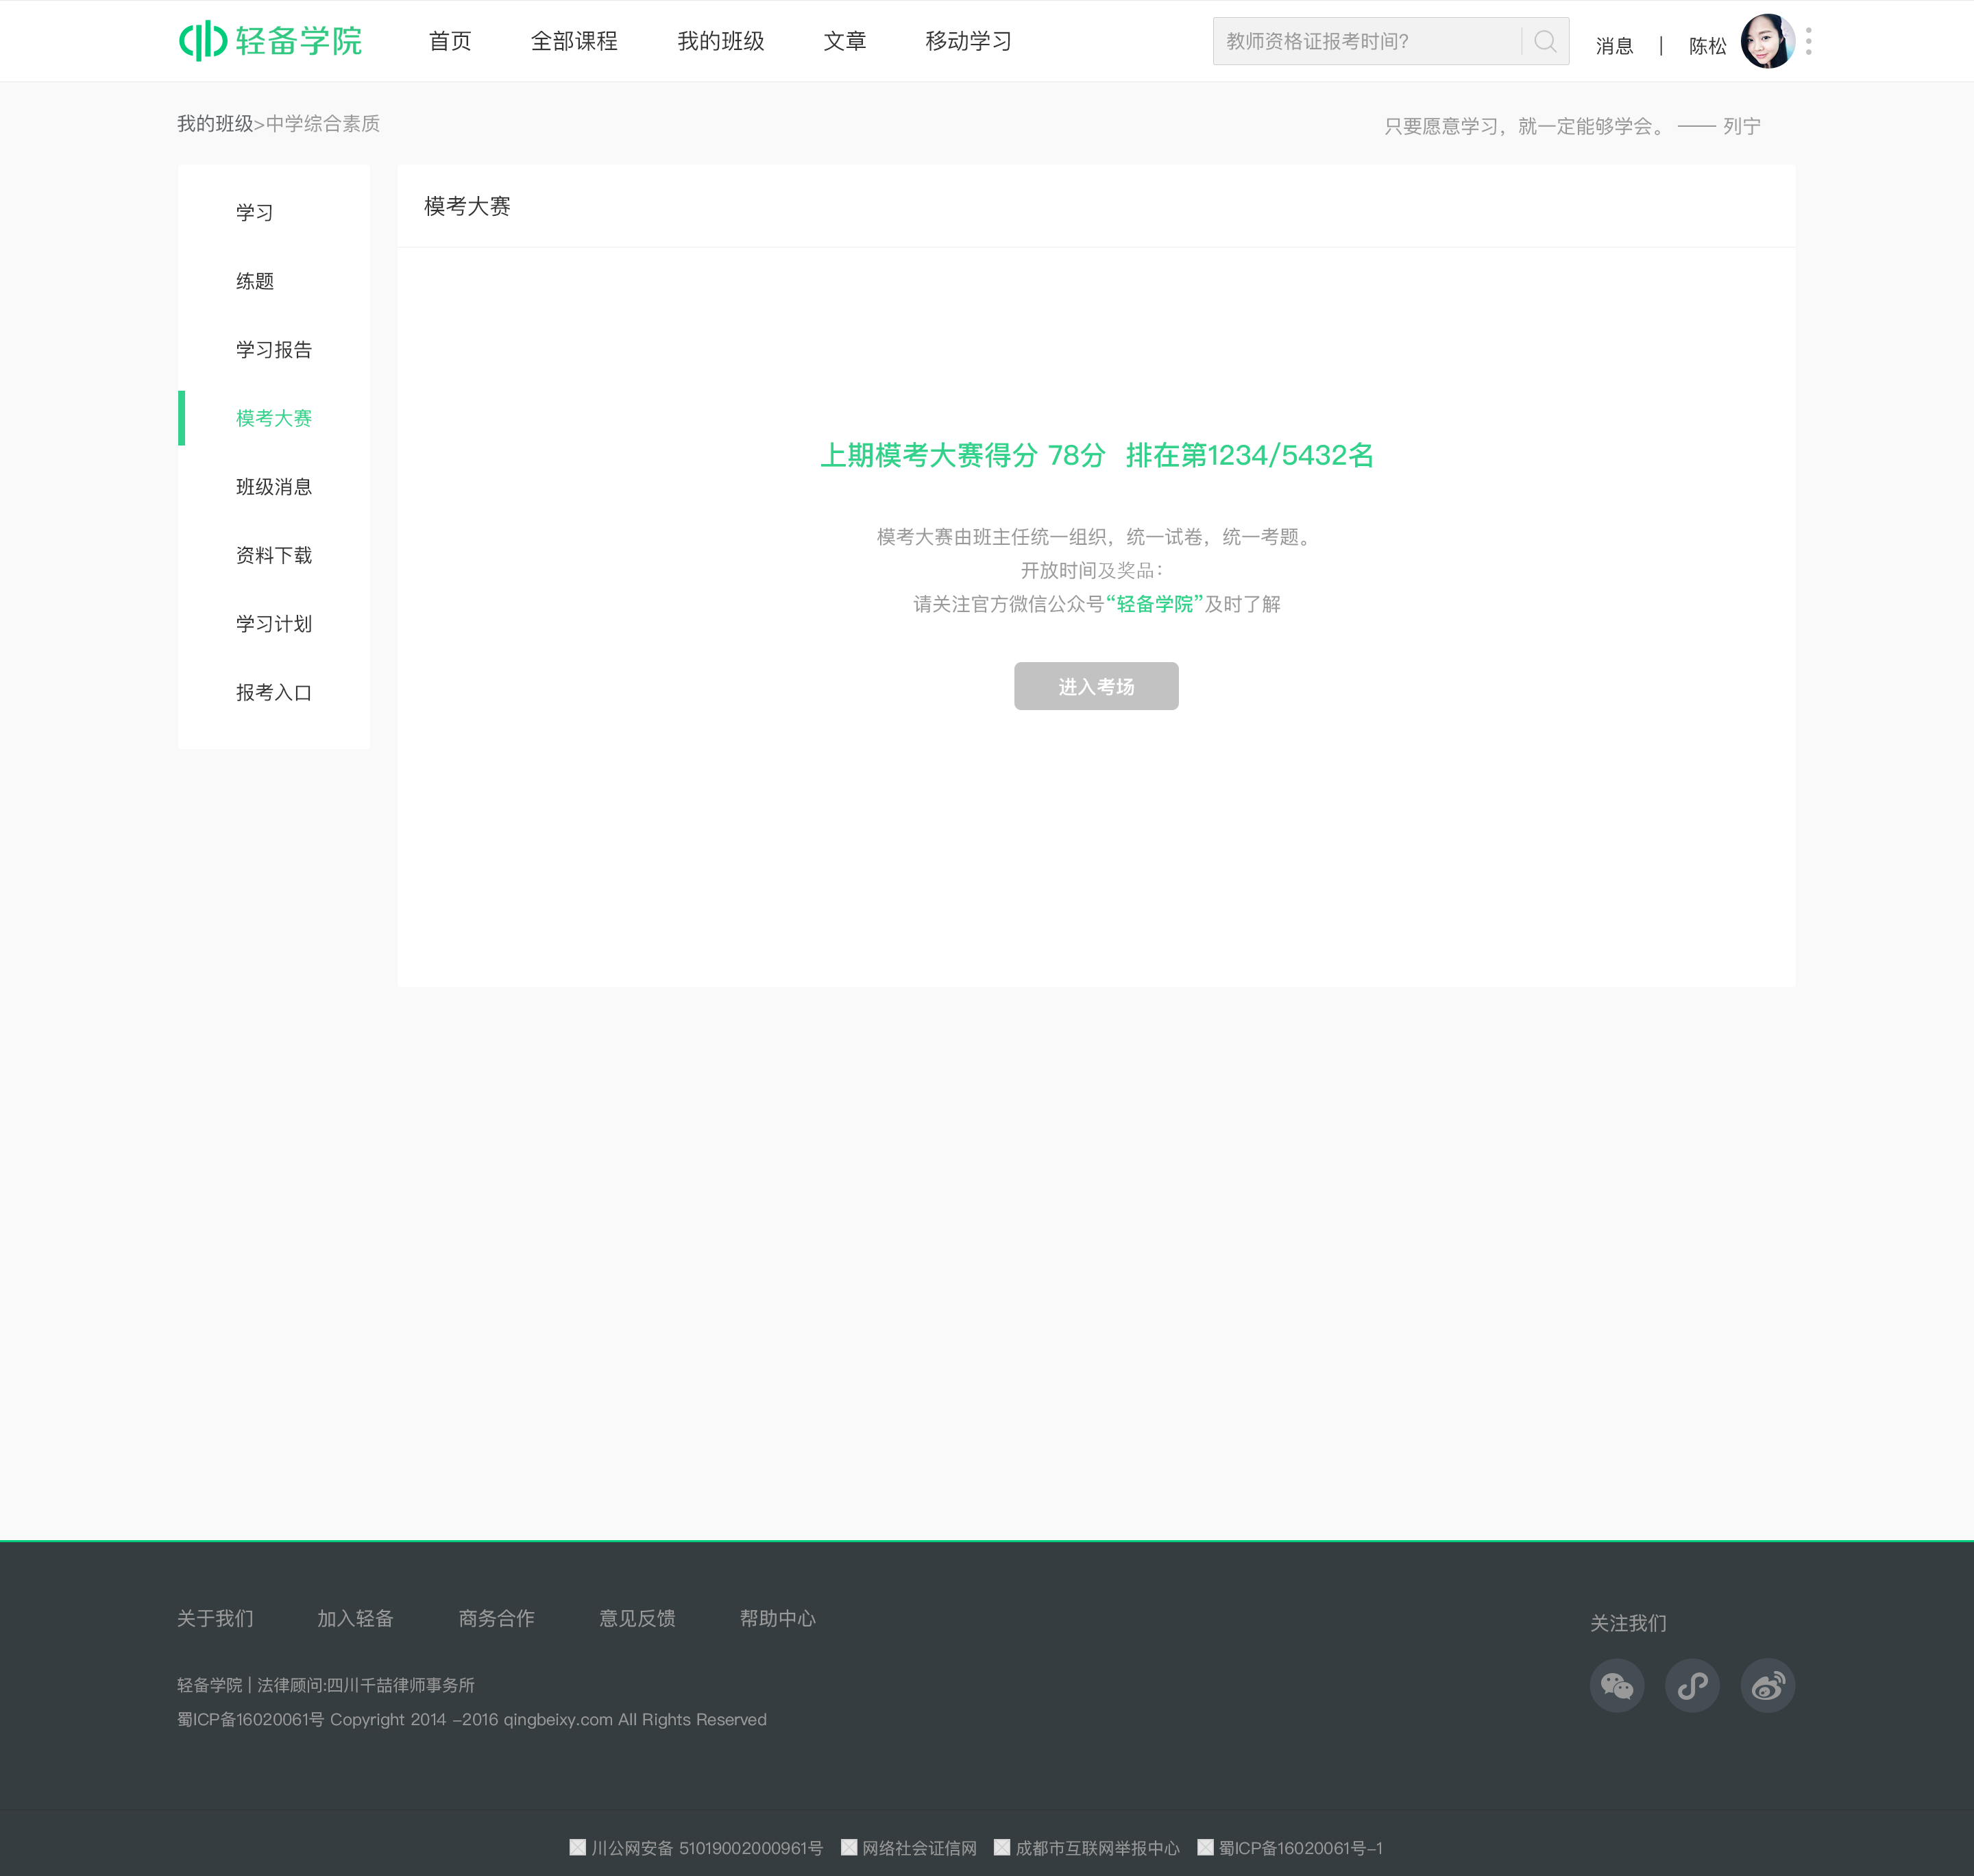 轻备学院 首页 全部课程 我的班级 文章 移动学习 教师资格证报考时间？ 消息 | 陈松
我的班级>中学综合素质 只要愿意学习，就一定能够学会。 —— 列宁
学习
练题
学习报告
模考大赛
班级消息
资料下载
学习计划
报考入口
模考大赛
上期模考大赛得分 78分 排在第1234/5432名
模考大赛由班主任统一组织，统一试卷，统一考题。
开放时间及奖品：
请关注官方微信公众号“轻备学院”及时了解
进入考场
关于我们 加入轻备 商务合作 意见反馈 帮助中心
关注我们
轻备学院 | 法律顾问:四川千喆律师事务所
蜀ICP备16020061号 Copyright 2014 -2016 qingbeixy.com All Rights Reserved
川公网安备 51019002000961号 网络社会证信网 成都市互联网举报中心 蜀ICP备16020061号-1